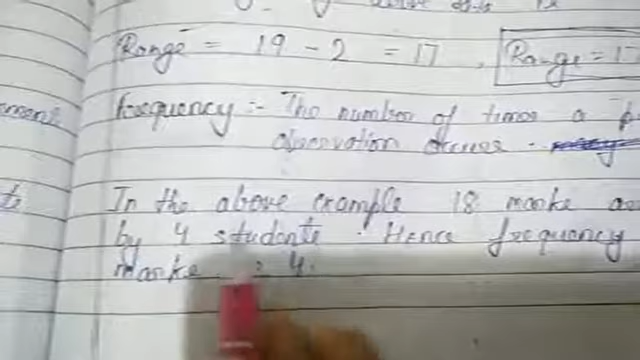 Range = 19 - 2 = 17 . Range = 17
Frequency :- The number of times a
observation occurs .
In the above example 18 marks
by 4 students . Hence frequency
marks : 4.